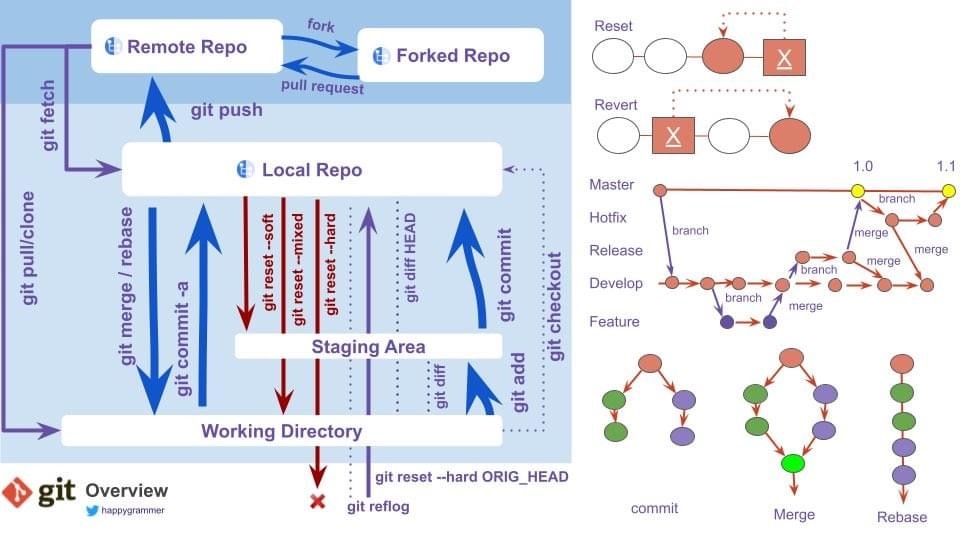 Remote Repo
fork
Forked Repo
pull request
git fetch
git push
Local Repo
git pull/clone
git merge / rebase
git commit -a
git reset --soft
git reset --mixed
git reset --hard
git diff HEAD
git commit
git checkout
Staging Area
git diff
git add
Working Directory
git reset --hard ORIG_HEAD
git reflog
git Overview
happygrammer
Reset
X
Revert
X
1.0
1.1
Master
branch
Hotfix
branch
merge
merge
Release
merge
branch
Develop
branch
merge
Feature
commit
Merge
Rebase